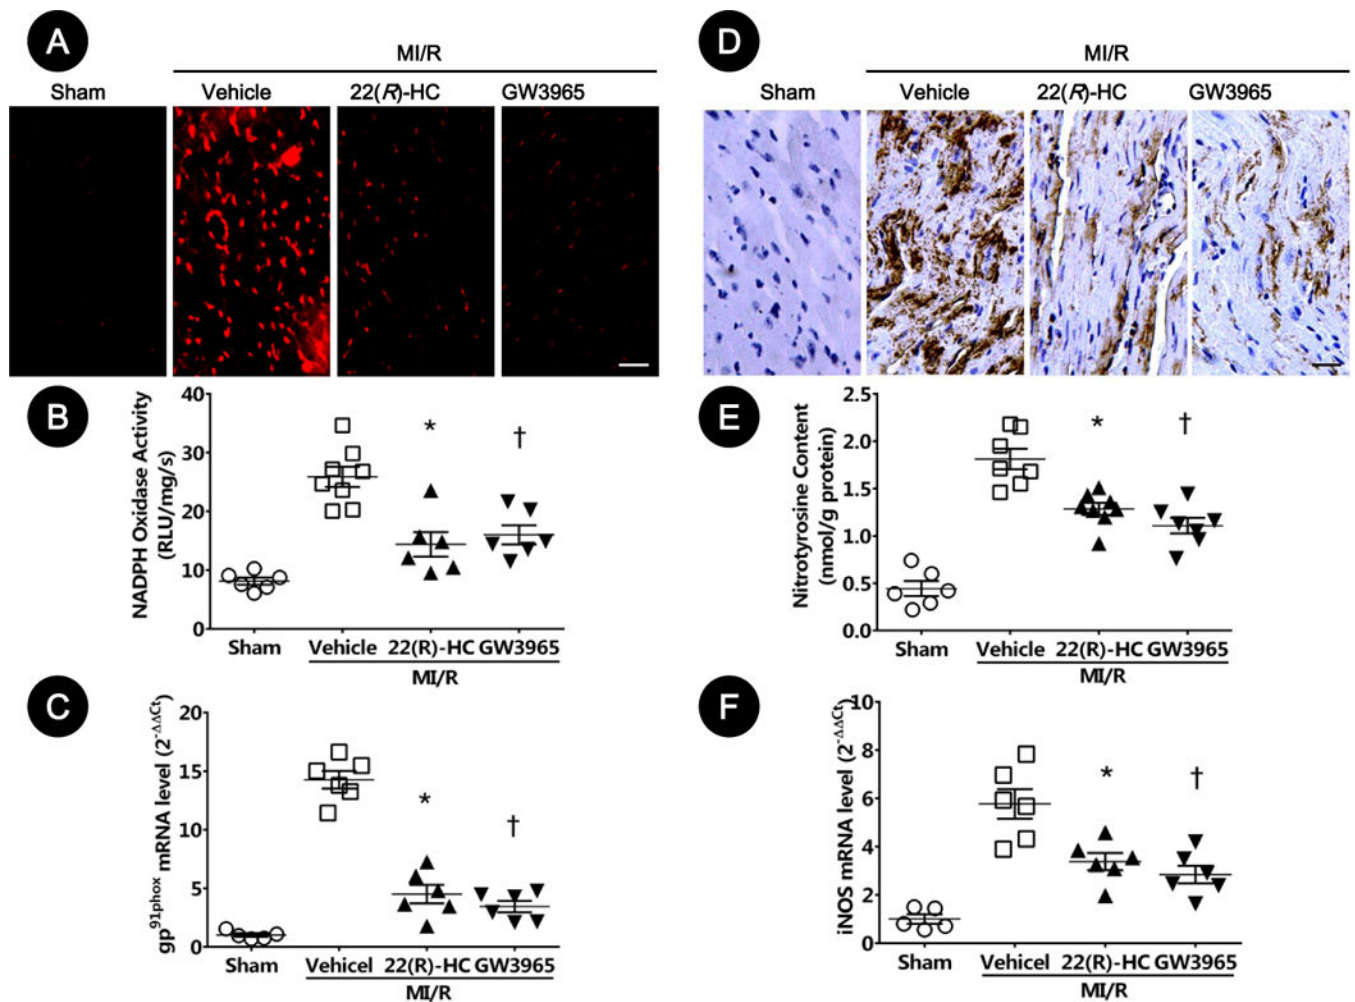 A
MI/R
Sham Vehicle 22(R)-HC GW3965
D
MI/R
Sham Vehicle 22(R)-HC GW3965
B
NADPH Oxidase Activity
(RLU/mg/s)
40
30
20
10
0
Sham Vehicle 22(R)-HC GW3965
MI/R
* †
E
Nitrotyrosine Content
(nmol/g protein)
2.5
2.0
1.5
1.0
0.5
0.0
Sham Vehicle 22(R)-HC GW3965
MI/R
* †
C
gp91phox mRNA level (2-ΔΔCt)
20
15
10
5
0
Sham Vehicel 22(R)-HC GW3965
MI/R
* †
F
iNOS mRNA level (2-ΔΔCt)
10
8
6
4
2
0
Sham Vehicel 22(R)-HC GW3965
MI/R
* †